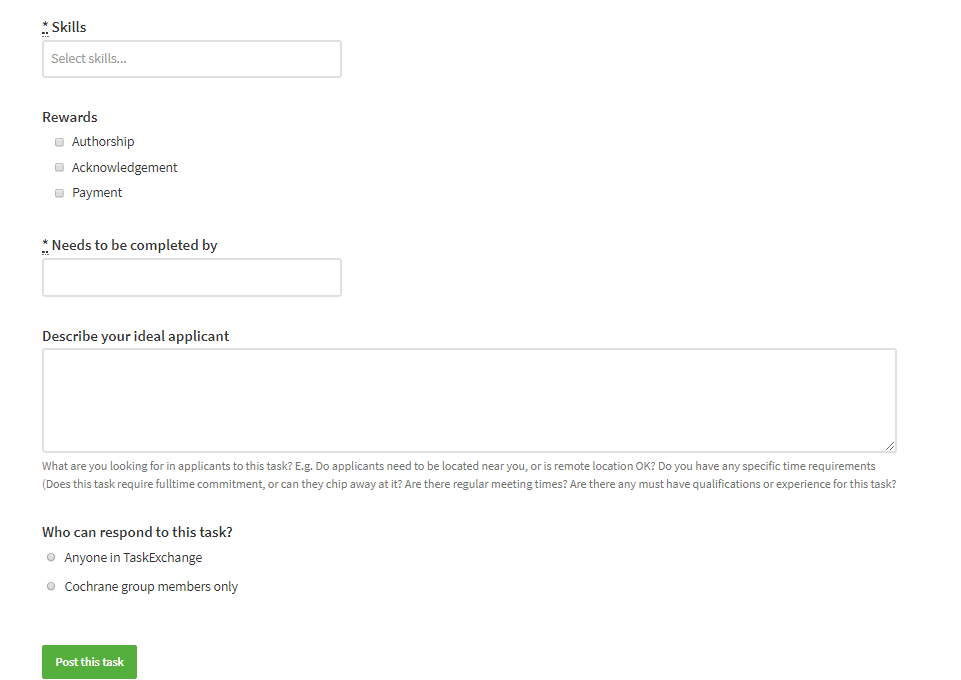 * Skills
Select skills...
Rewards
Authorship
Acknowledgement
Payment
* Needs to be completed by
Describe your ideal applicant
What are you looking for in applicants to this task? E.g. Do applicants need to be located near you, or is remote location OK? Do you have any specific time requirements
(Does this task require fulltime commitment, or can they chip away at it? Are there regular meeting times? Are there any must have qualifications or experience for this task?
Who can respond to this task?
Anyone in TaskExchange
Cochrane group members only
Post this task